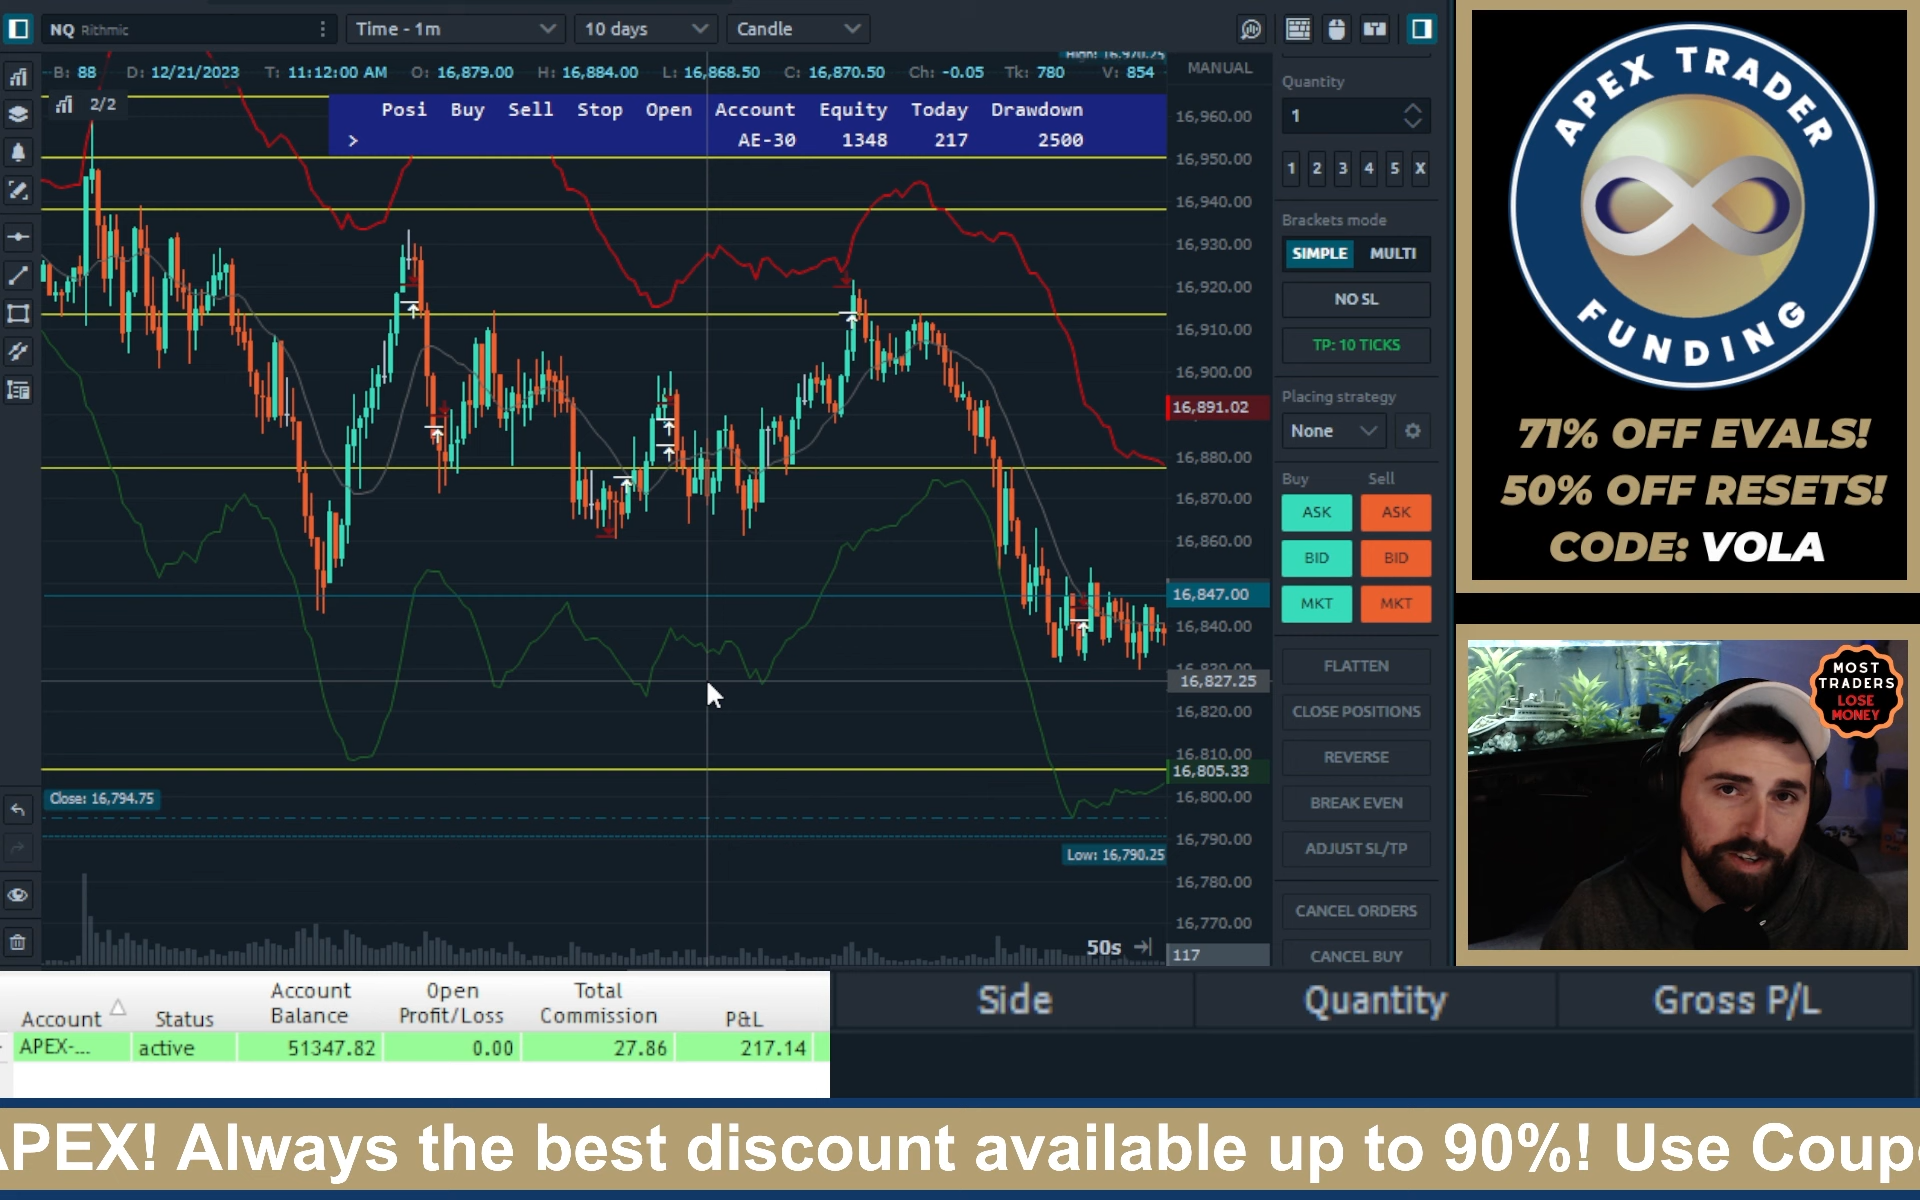 NQ Rithmic
Time - 1m
10 days
Candle
B: 88 D: 12/21/2023 T: 11:12:00 AM O: 16,879.00 H: 16,884.00 L: 16,868.50 C: 16,870.50 Ch: -0.05 Tk: 780 V: 854
High: 16,970.25
MANUAL
2/2
Posi Buy Sell Stop Open Account Equity Today Drawdown
> AE-30 1348 217 2500
16,960.00
16,950.00
16,940.00
16,930.00
16,920.00
16,910.00
16,900.00
16,891.02
16,880.00
16,870.00
16,860.00
16,847.00
16,840.00
16,830.00
16,827.25
16,820.00
16,810.00
16,805.33
16,800.00
16,790.00
16,780.00
16,770.00
117
Close: 16,794.75
Low: 16,790.25
50s
Quantity
1
1 2 3 4 5 X
Brackets mode
SIMPLE MULTI
NO SL
TP: 10 TICKS
Placing strategy
None
Buy Sell
ASK ASK
BID BID
MKT MKT
FLATTEN
CLOSE POSITIONS
REVERSE
BREAK EVEN
ADJUST SL/TP
CANCEL ORDERS
CANCEL BUY
APEX TRADER
FUNDING
71% OFF EVALS!
50% OFF RESETS!
CODE: VOLA
MOST
TRADERS
LOSE
MONEY
Account Status Account Balance Open Profit/Loss Total Commission P&L
APEX-... active 51347.82 0.00 27.86 217.14
Side Quantity Gross P/L
APEX! Always the best discount available up to 90%! Use Coup